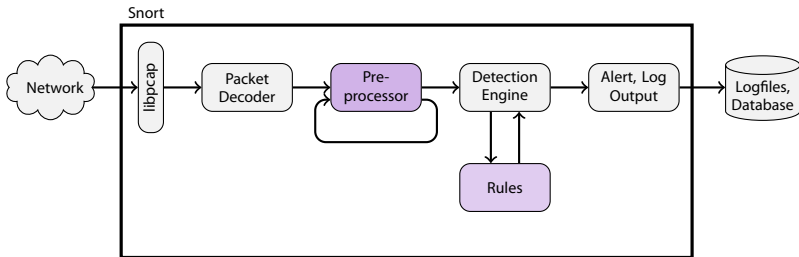 Snort
Network
libpcap
Packet
Decoder
Pre-
processor
Detection
Engine
Alert, Log
Output
Logfiles,
Database
Rules